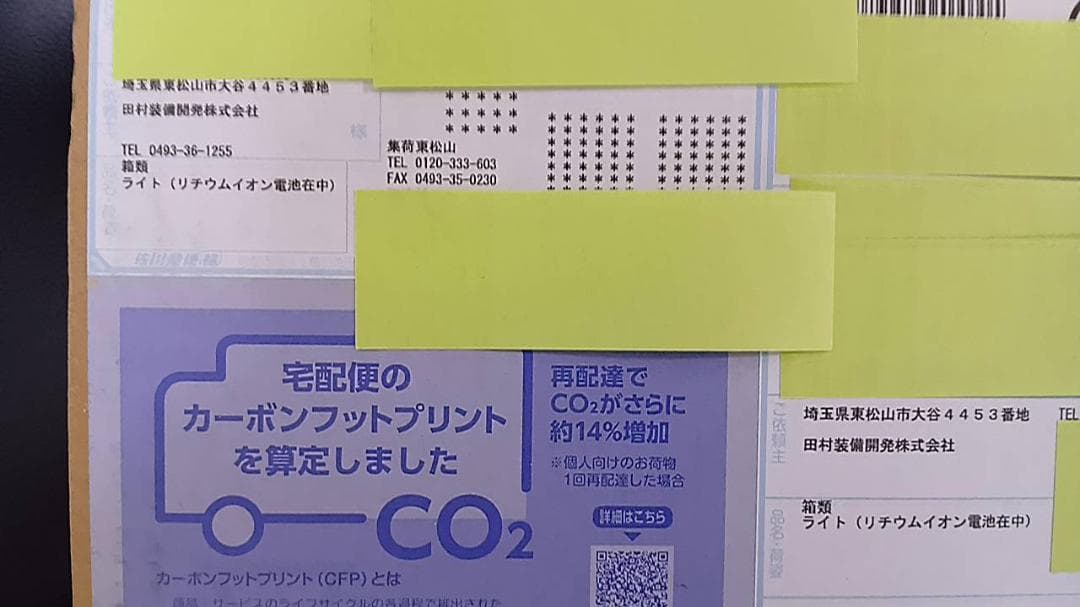 埼玉県東松山市大谷4453番地
田村装備開発株式会社
様
TEL 0493-36-1255
箱類
ライト（リチウムイオン電池在中）
＊＊＊＊＊
＊＊＊＊＊
＊＊＊＊＊
集荷東松山
TEL 0120-333-603
FAX 0493-35-0230
宅配便の
カーボンフットプリント
を算定しました
CO2
カーボンフットプリント（CFP）とは
再配達で
CO2がさらに
約14%増加
※個人向けのお荷物
1回再配達した場合
詳細はこちら
ご依頼主
埼玉県東松山市大谷4453番地
TEL
田村装備開発株式会社
箱類
ライト（リチウムイオン電池在中）